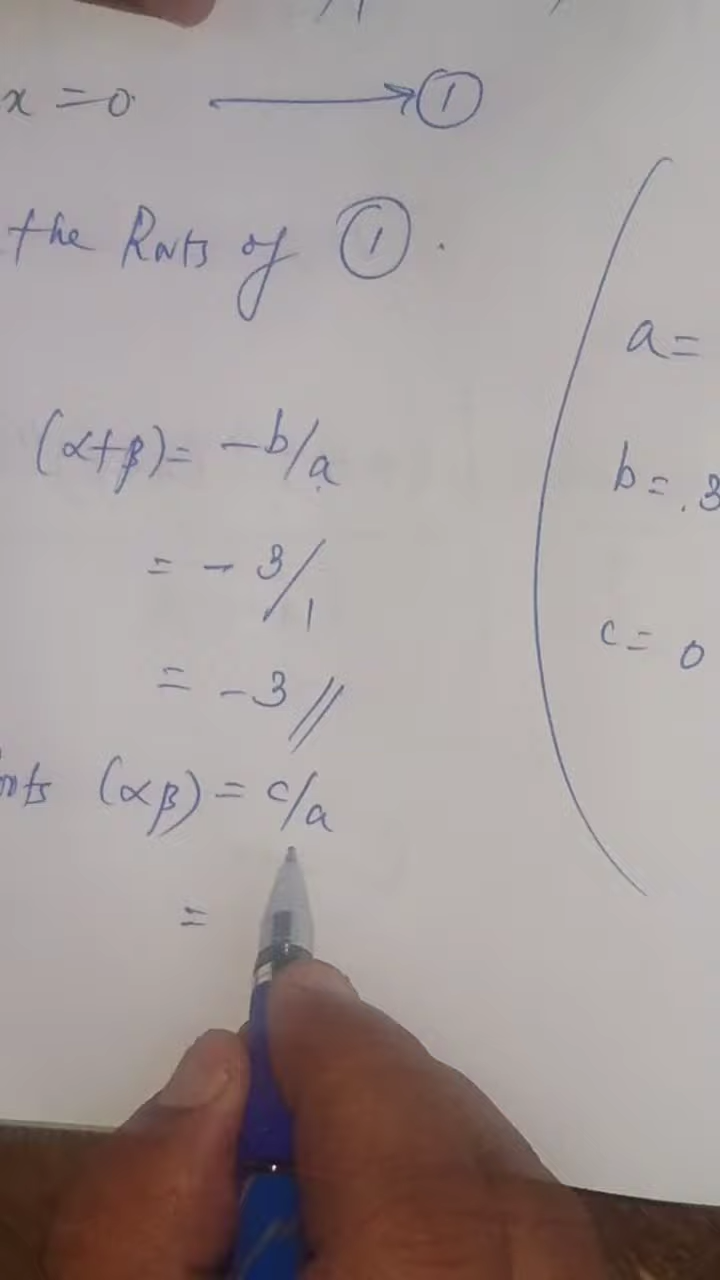 x = 0 → ①
the Roots of ① .
a =
(α+β) = -b/a
b = 3
= - 3/1
c = 0
= -3 //
(αβ) = c/a
=